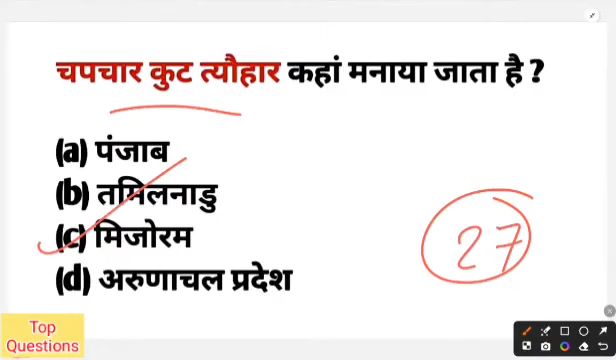 चपचार कुट त्यौहार कहां मनाया जाता है ?
(a) पंजाब
(b) तमिलनाडु
(c) मिजोरम
(d) अरुणाचल प्रदेश
27
Top
Questions